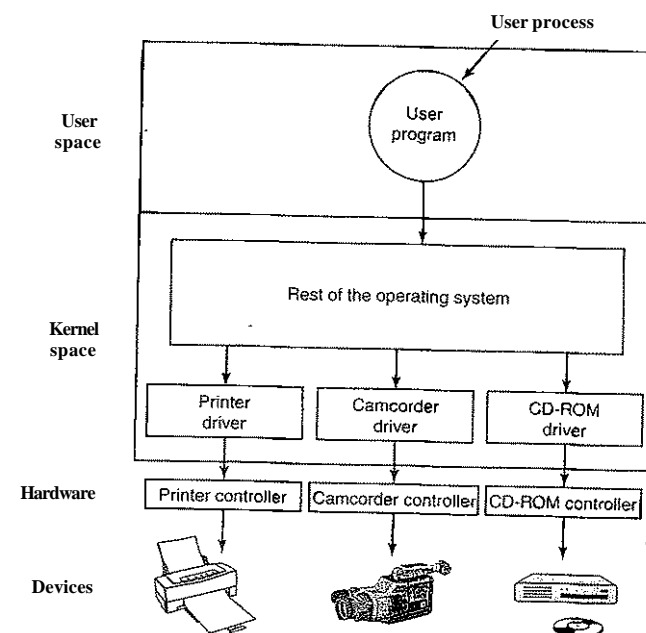 User process
User
space
User
program
Rest of the operating system
Kernel
space
Printer
driver
Camcorder
driver
CD-ROM
driver
Hardware
Printer controller
Camcorder controller
CD-ROM controller
Devices